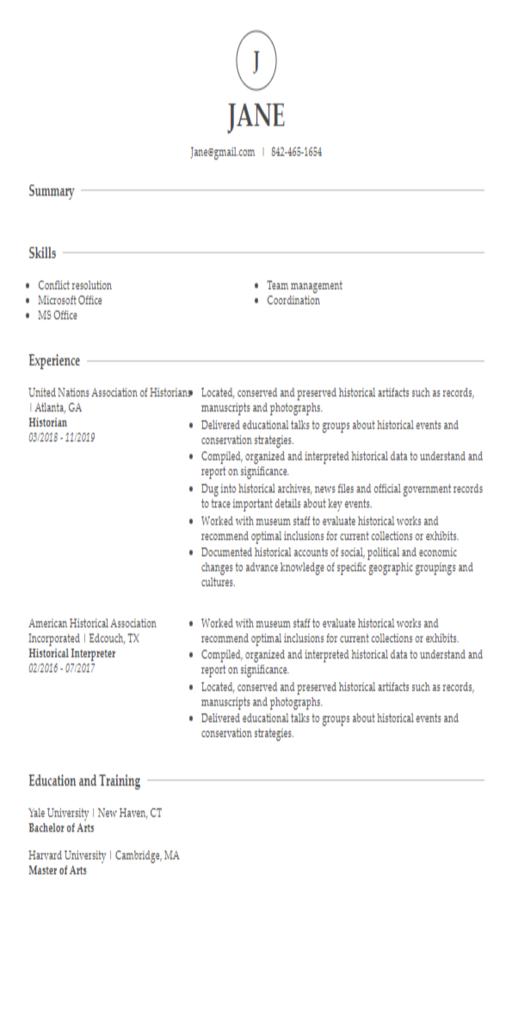 J
JANE
Jane@gmail.com | 842-465-1654
Summary
Skills
• Conflict resolution
• Microsoft Office
• MS Office
• Team management
• Coordination
Experience
United Nations Association of Historians
| Atlanta, GA
Historian
03/2018 - 11/2019
• Located, conserved and preserved historical artifacts such as records,
manuscripts and photographs.
• Delivered educational talks to groups about historical events and
conservation strategies.
• Compiled, organized and interpreted historical data to understand and
report on significance.
• Dug into historical archives, news files and official government records
to trace important details about key events.
• Worked with museum staff to evaluate historical works and
recommend optimal inclusions for current collections or exhibits.
• Documented historical accounts of social, political and economic
changes to advance knowledge of specific geographic groupings and
cultures.
American Historical Association
Incorporated | Edcouch, TX
Historical Interpreter
02/2016 - 07/2017
• Worked with museum staff to evaluate historical works and
recommend optimal inclusions for current collections or exhibits.
• Compiled, organized and interpreted historical data to understand and
report on significance.
• Located, conserved and preserved historical artifacts such as records,
manuscripts and photographs.
• Delivered educational talks to groups about historical events and
conservation strategies.
Education and Training
Yale University | New Haven, CT
Bachelor of Arts
Harvard University | Cambridge, MA
Master of Arts